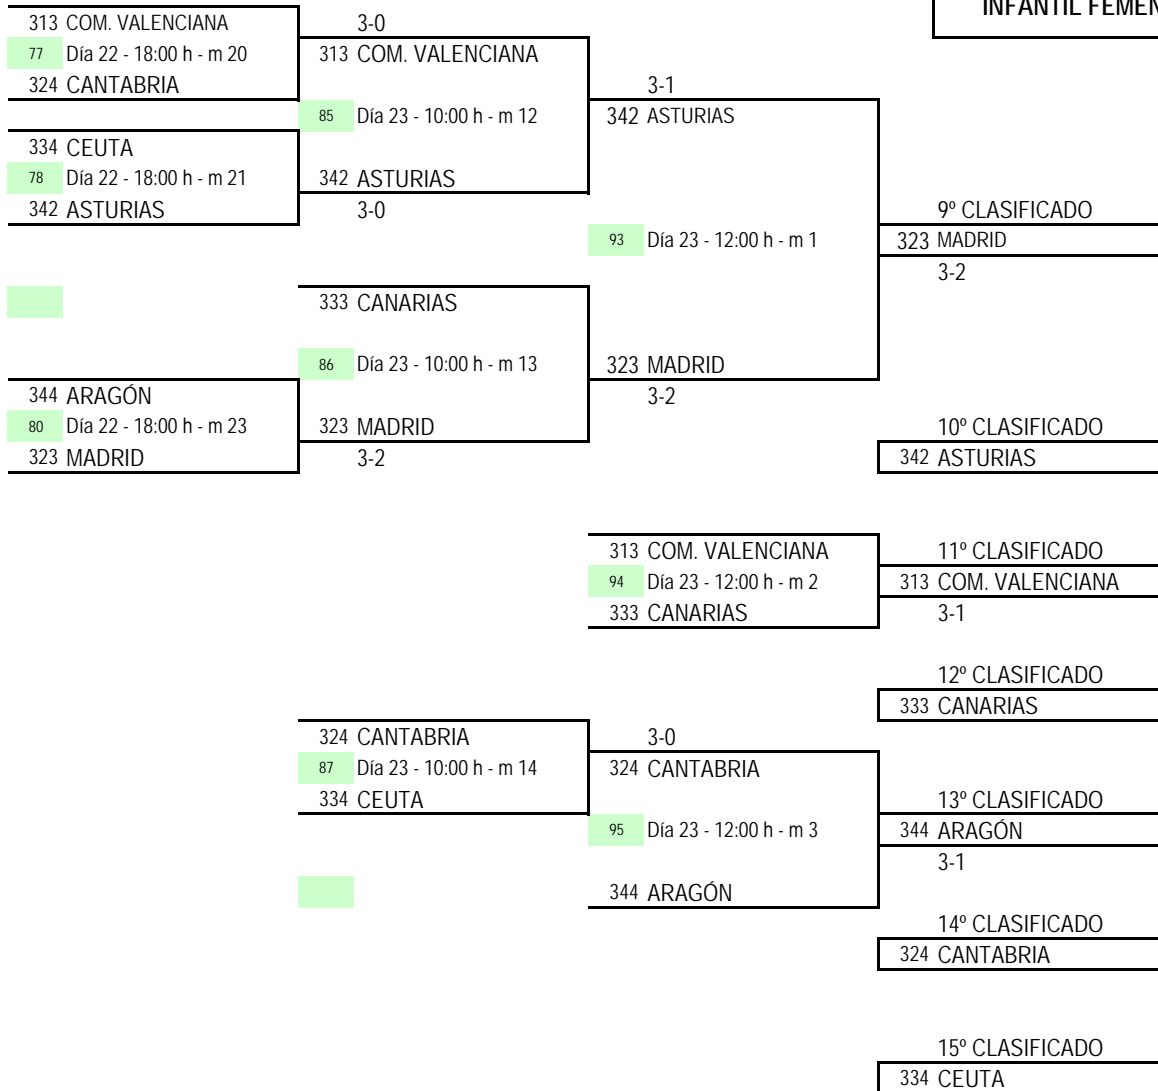 INFANTIL FEMEN
313 COM. VALENCIANA 3-0
77 Día 22 - 18:00 h - m 20 313 COM. VALENCIANA
324 CANTABRIA 3-1
85 Día 23 - 10:00 h - m 12 342 ASTURIAS
334 CEUTA
78 Día 22 - 18:00 h - m 21 342 ASTURIAS
342 ASTURIAS 3-0 9º CLASIFICADO
93 Día 23 - 12:00 h - m 1 323 MADRID
3-2
333 CANARIAS
86 Día 23 - 10:00 h - m 13 323 MADRID
344 ARAGÓN 3-2
80 Día 22 - 18:00 h - m 23 323 MADRID 10º CLASIFICADO
323 MADRID 3-2 342 ASTURIAS
313 COM. VALENCIANA 11º CLASIFICADO
94 Día 23 - 12:00 h - m 2 313 COM. VALENCIANA
333 CANARIAS 3-1
12º CLASIFICADO
333 CANARIAS
324 CANTABRIA 3-0
87 Día 23 - 10:00 h - m 14 324 CANTABRIA
334 CEUTA 13º CLASIFICADO
95 Día 23 - 12:00 h - m 3 344 ARAGÓN
3-1
344 ARAGÓN
14º CLASIFICADO
324 CANTABRIA
15º CLASIFICADO
334 CEUTA